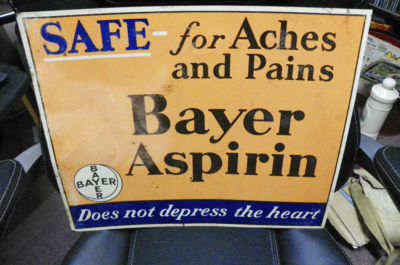 SAFE- for Aches
and Pains
Bayer
Aspirin
BAYER
BAYER
Does not depress the heart